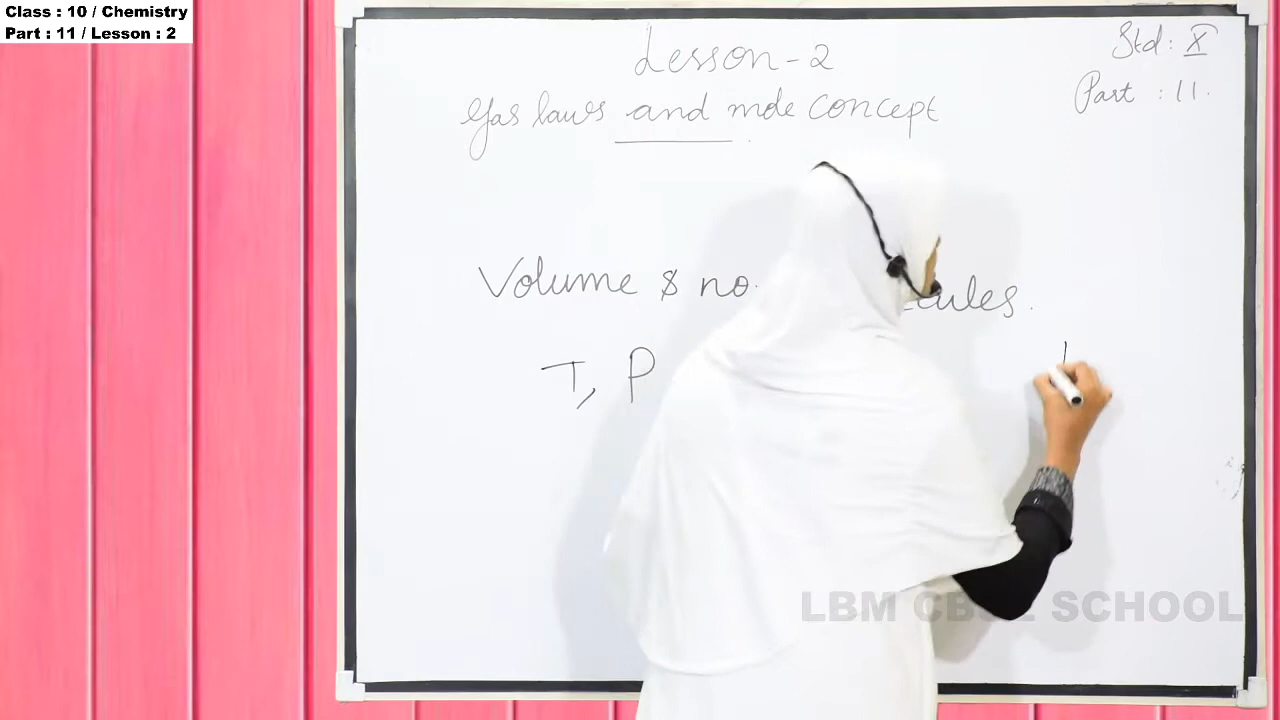 Class : 10 / Chemistry
Part : 11 / Lesson : 2
Lesson - 2
Std : X
Part : 11.
Gas laws and mole concept
Volume & no.
T, P
LBM CBSE SCHOOL